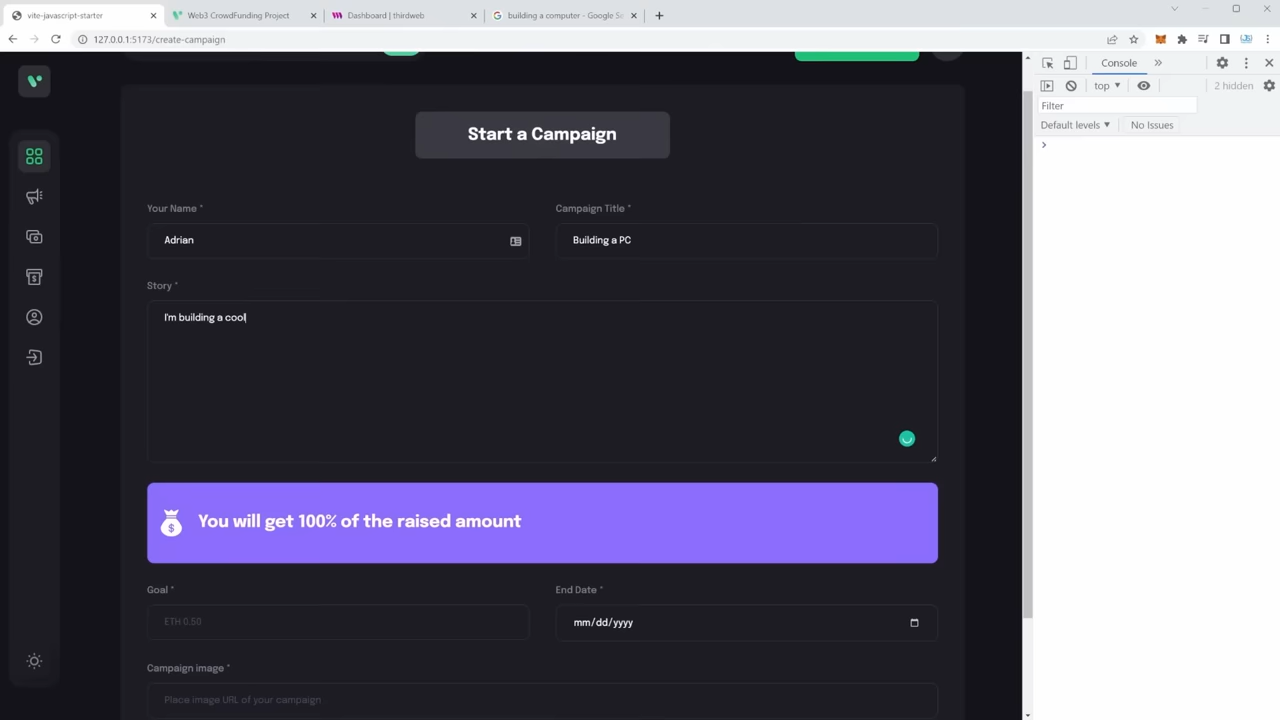 vite-javascript-starter
Web3 CrowdFunding Project
Dashboard | thirdweb
building a computer - Google Se
127.0.0.1:5173/create-campaign
Console
top
2 hidden
Filter
Default levels
No Issues
Start a Campaign
Your Name *
Campaign Title *
Adrian
Building a PC
Story *
I'm building a cool
$ You will get 100% of the raised amount
Goal *
End Date *
ETH 0.50
mm/dd/yyyy
Campaign image *
Place image URL of your campaign